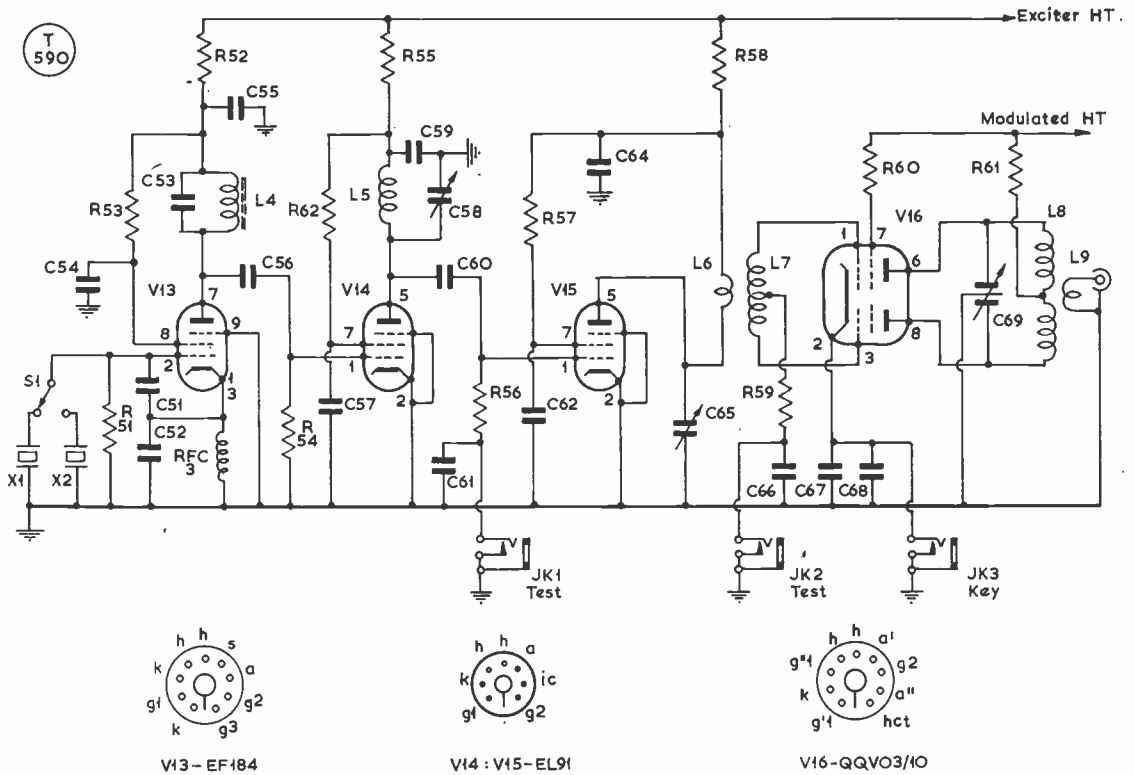 T
590
Exciter HT.
R52
R55
R58
C55
Modulated HT
C59
C64
R60
R61
C53
L4
L5
C58
R53
R62
R57
V16
L8
1
7
C54
C56
C60
L6
L7
6
L9
V13
7
V14
5
V15
5
C69
8
9
7
7
2
1
1
2
3
8
S1
1
3
2
2
C51
R56
C65
R59
R
51
C52
R
54
C57
C62
RFC
3
C61
C66
C67
C68
X1
X2
JK1
Test
JK2
Test
JK3
Key
h h s
k a
g1 g2
k g3
h h a
k ic
g1 g2
h h a'
g"1 g2
k a"
g'1 hct
V13-EF184
V14:V15-EL91
V16-QQVO3/10